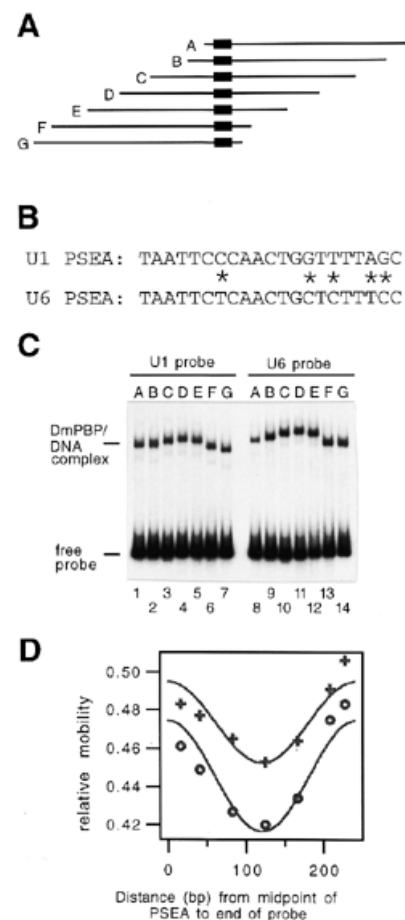 A
A
B
C
D
E
F
G
B
U1 PSEA: TAATTCCCAACTGGTTTTAGC
* * * **
U6 PSEA: TAATTCTCAACTGCTCTTTCC
C
U1 probe U6 probe
A B C D E F G A B C D E F G
DmPBP/
DNA
complex
free
probe
1 3 5 7 9 11 13
2 4 6 8 10 12 14
D
relative mobility
0.50
0.48
0.46
0.44
0.42
0 100 200
Distance (bp) from midpoint of
PSEA to end of probe